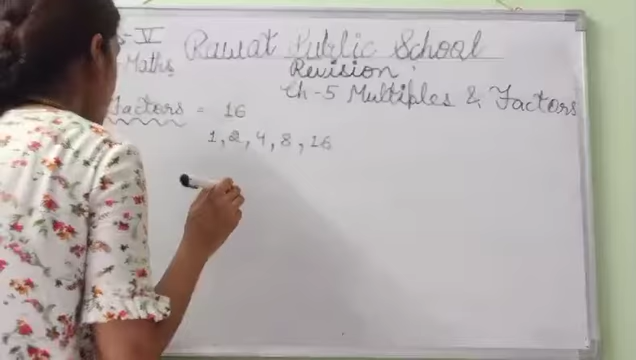 -V Rawat Public School
Maths Revision :
Ch-5 Multiples & Factors
Factors = 16
1, 2, 4, 8, 16